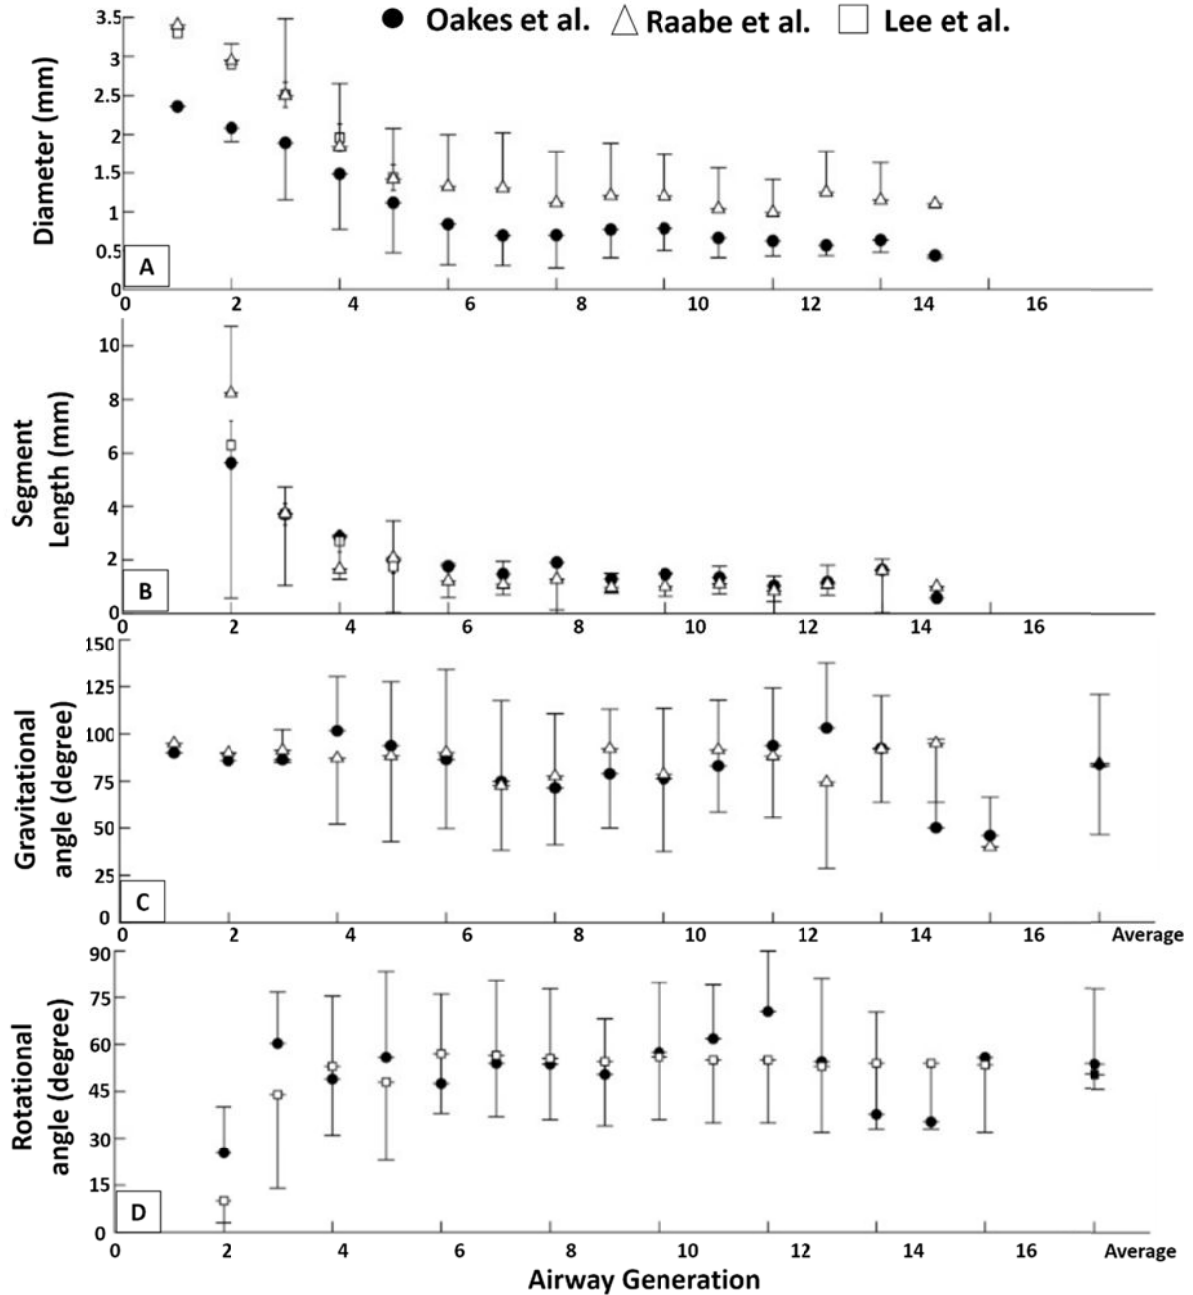 Oakes et al. Raabe et al. Lee et al.
Diameter (mm)
3.5
3
2.5
2
1.5
1
0.5
0
A
0 2 4 6 8 10 12 14 16
Segment
Length (mm)
10
8
6
4
2
0
B
0 2 4 6 8 10 12 14 16
Gravitational
angle (degree)
150
125
100
75
50
25
0
C
0 2 4 6 8 10 12 14 16 Average
Rotational
angle (degree)
90
75
60
45
30
15
0
D
0 2 4 6 8 10 12 14 16 Average
Airway Generation